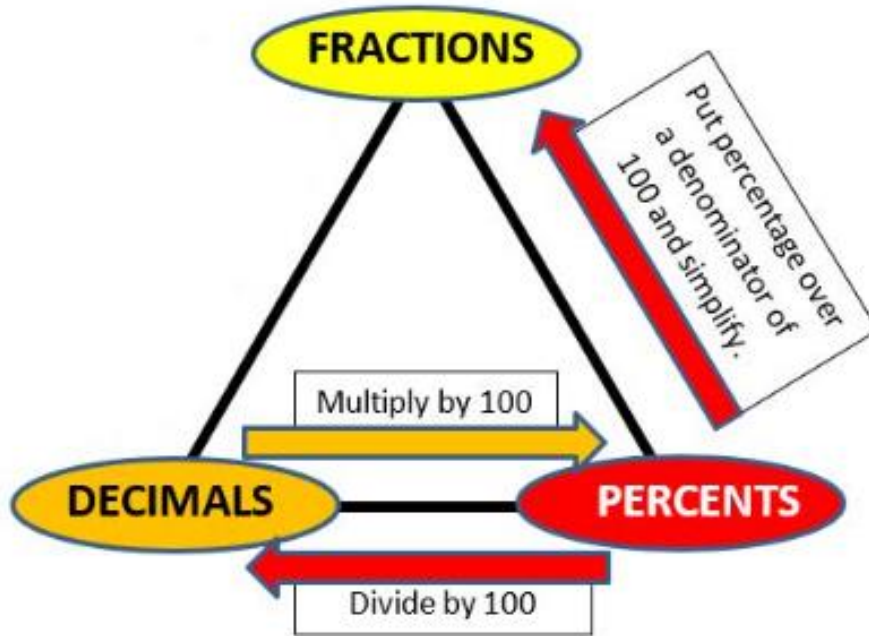 FRACTIONS
Put percentage over
a denominator of
100 and simplify.
Multiply by 100
DECIMALS
PERCENTS
Divide by 100